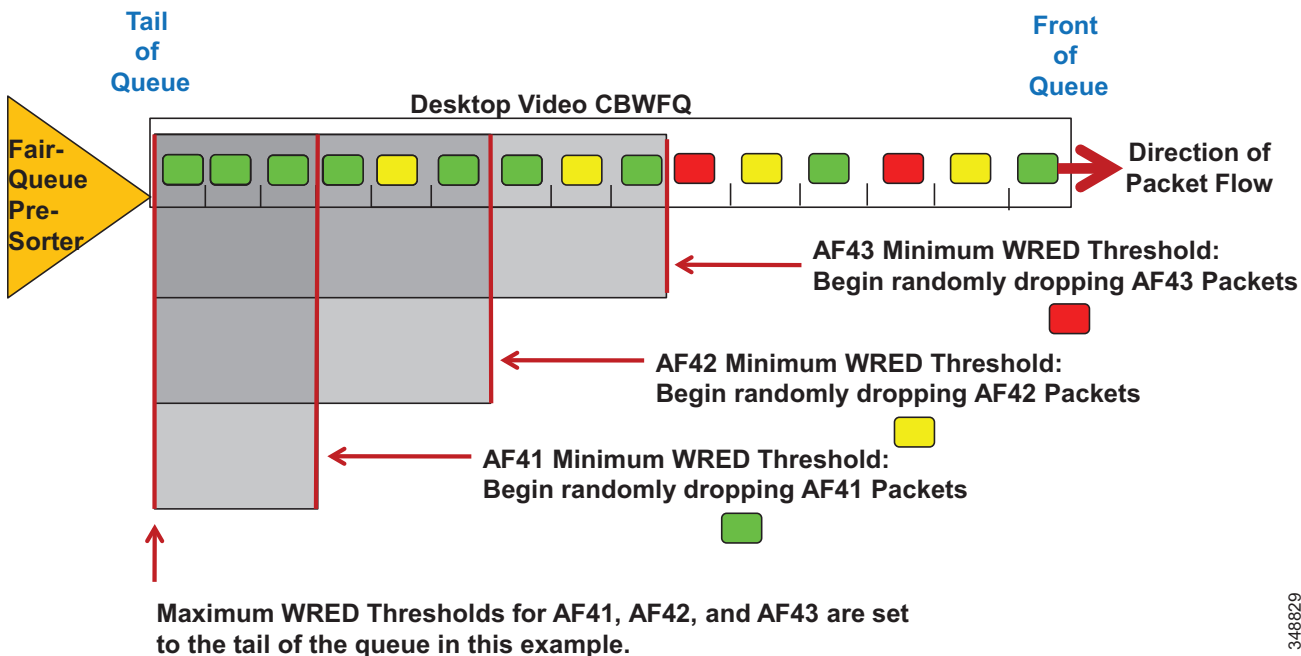 Tail
of
Queue
Front
of
Queue
Desktop Video CBWFQ
Fair-
Queue
Pre-
Sorter
Direction of
Packet Flow
AF43 Minimum WRED Threshold:
Begin randomly dropping AF43 Packets
AF42 Minimum WRED Threshold:
Begin randomly dropping AF42 Packets
AF41 Minimum WRED Threshold:
Begin randomly dropping AF41 Packets
Maximum WRED Thresholds for AF41, AF42, and AF43 are set
to the tail of the queue in this example.
348829